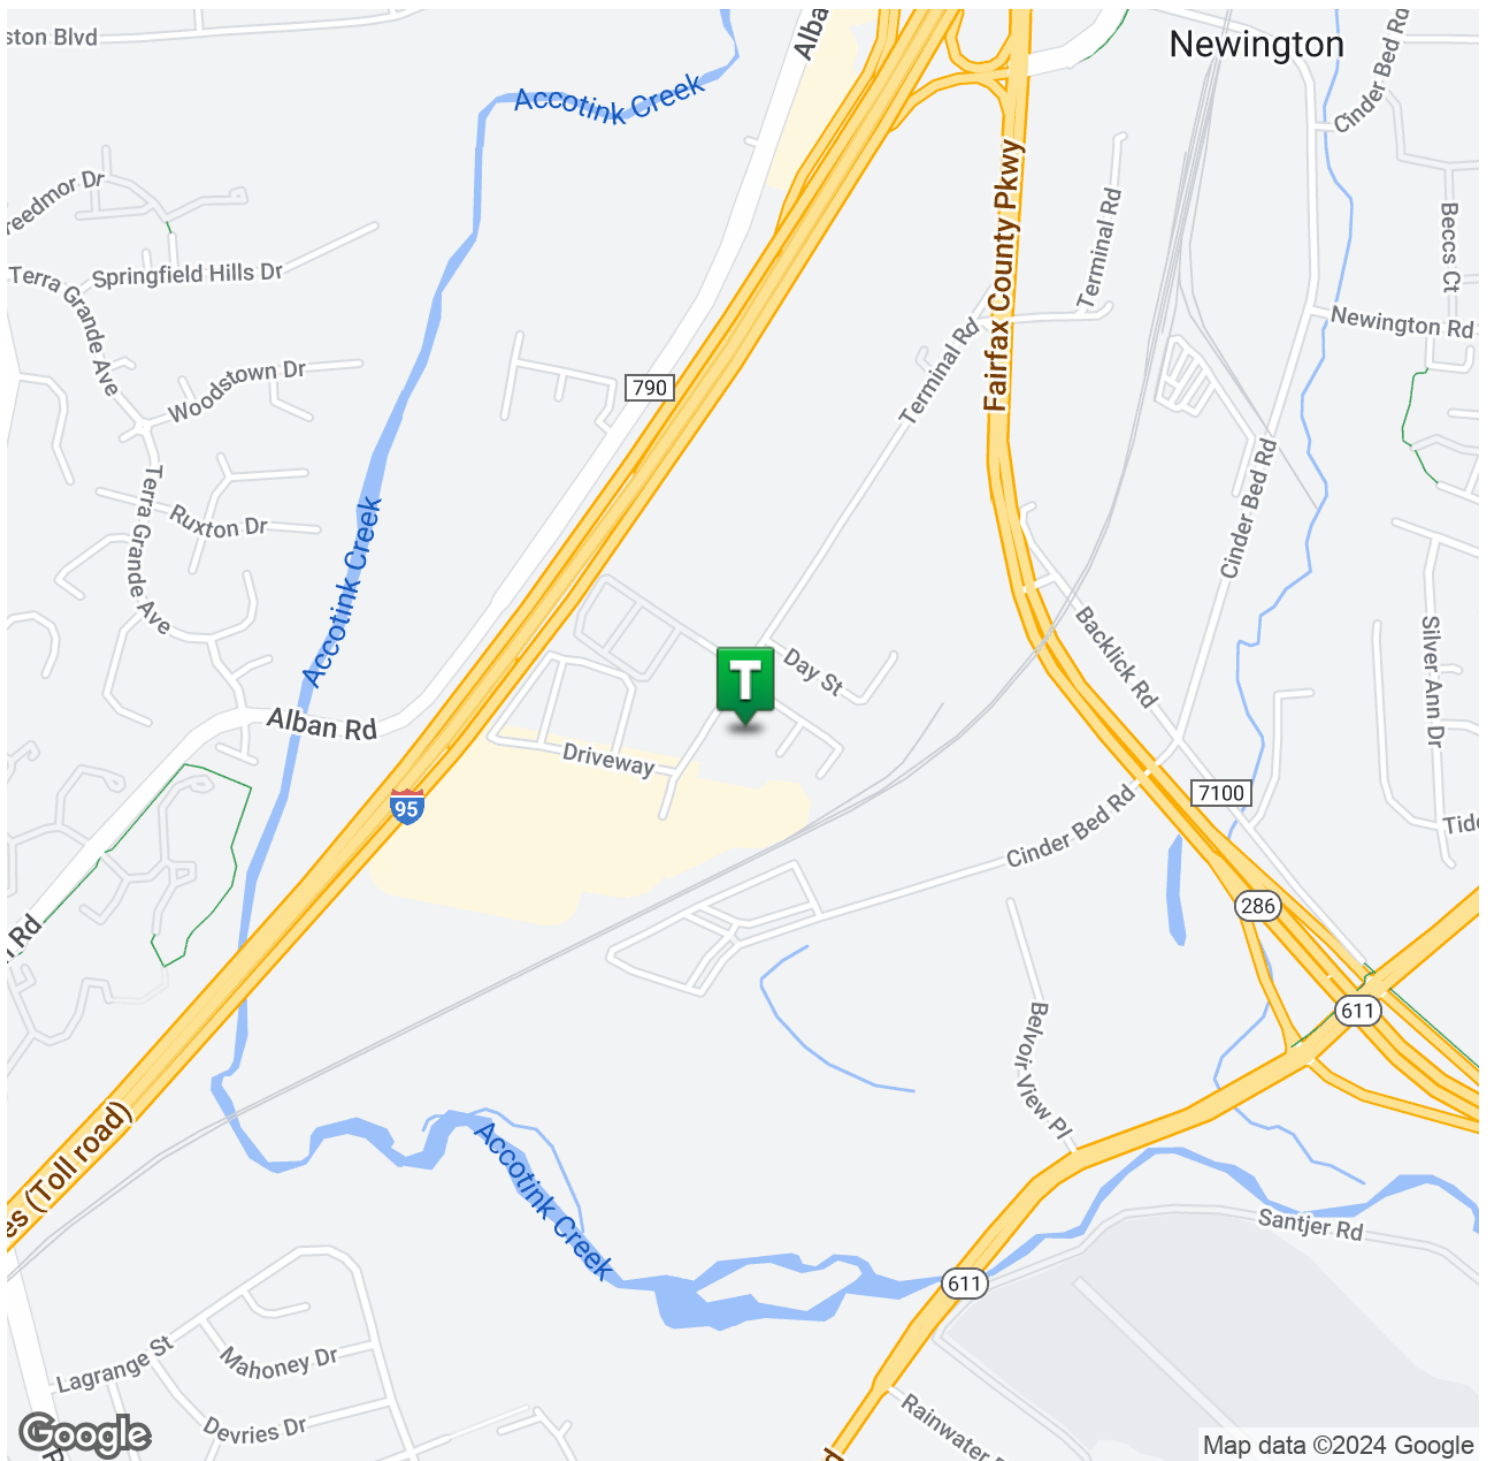 ston Blvd
Alba
Newington
Cinder Bed Rd
Accotink Creek
reedmor Dr
Fairfax County Pkwy
Terminal Rd
Beccs Ct
Springfield Hills Dr
Terra Grande Ave
Newington Rd
Terminal Rd
Woodstown Dr
790
Terra Grande Ave
Ruxton Dr
Accotink Creek
Cinder Bed Rd
Backlick Rd
Silver Ann Dr
Day St
T
Alban Rd
Driveway
95
7100
Cinder Bed Rd
Tide
286
n Rd
611
Belvoir View Pl
es (Toll road)
Accotink Creek
Santjer Rd
611
Lagrange St
Mahoney Dr
Devries Dr
Rainwater
Google
Map data ©2024 Google